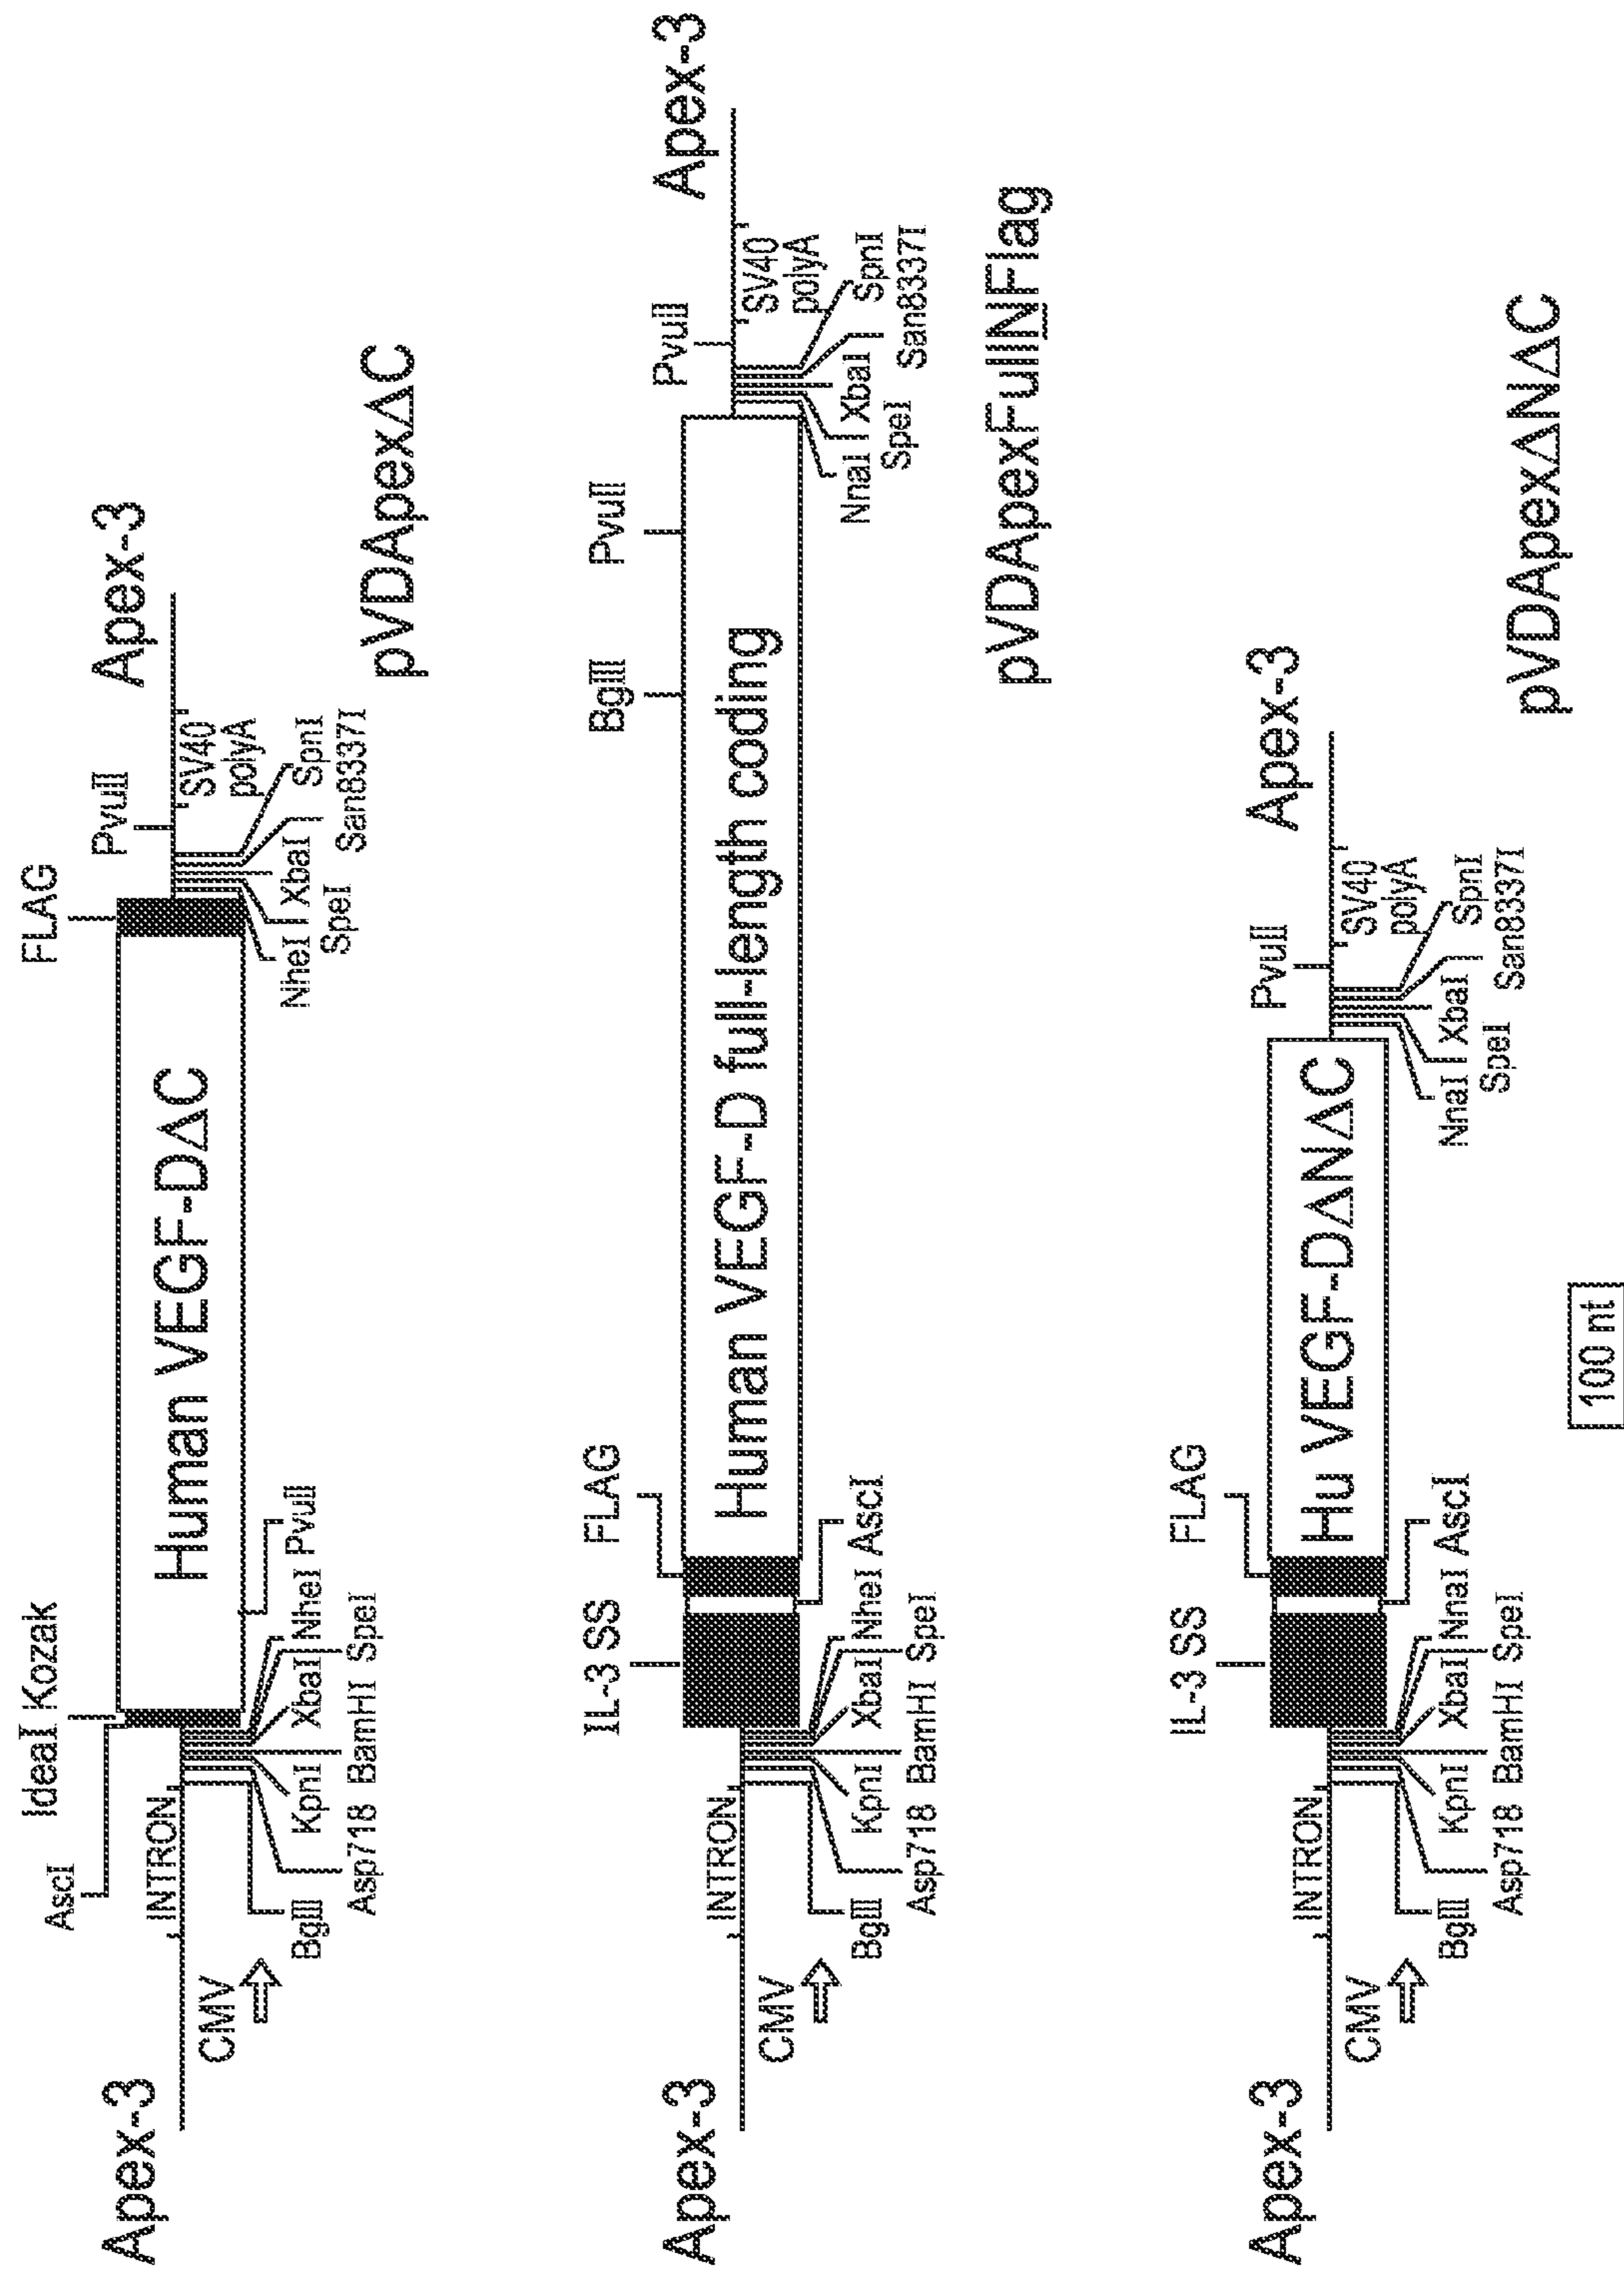 Apex-3
CMV
INTRON
AscI
Ideal Kozak
Human VEGF-DΔC
FLAG
PvuII
Apex-3
SV40
polyA
BglII
Asp718
KpnI
BamHI
XbaI
SpeI
NheI
PvuII
NheI
SpeI
XbaI
San8337I
SpnI
pVDApexΔC
Apex-3
CMV
INTRON
IL-3 SS
FLAG
Human VEGF-D full-length coding
BglII
PvuII
PvuII
Apex-3
SV40
polyA
BglII
Asp718
KpnI
BamHI
XbaI
SpeI
NheI
AscI
NnaI
SpeI
XbaI
San8337I
SpnI
pVDApexFullNFlag
Apex-3
CMV
INTRON
IL-3 SS
FLAG
Hu VEGF-DΔNΔC
PvuII
Apex-3
SV40
polyA
BglII
Asp718
KpnI
BamHI
XbaI
SpeI
NnaI
AscI
NnaI
SpeI
XbaI
San8337I
SpnI
pVDApexΔNΔC
100 nt